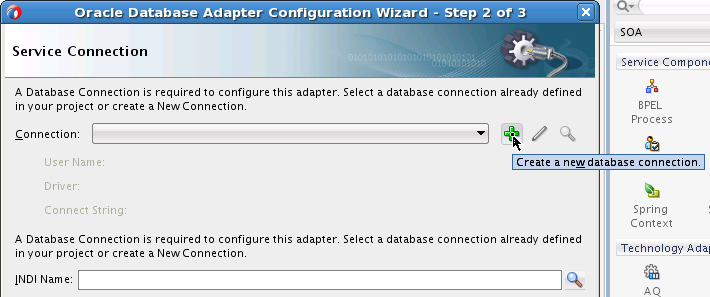 Oracle Database Adapter Configuration Wizard - Step 2 of 3
Service Connection
A Database Connection is required to configure this adapter. Select a database connection already defined
in your project or create a New Connection.
Connection:
Create a new database connection.
User Name:
Driver:
Connect String:
A Database Connection is required to configure this adapter. Select a database connection already defined
in your project or create a New Connection.
JNDI Name:
SOA
Service Compone
BPEL
Process
Spring
Context
Technology Adap
AQ